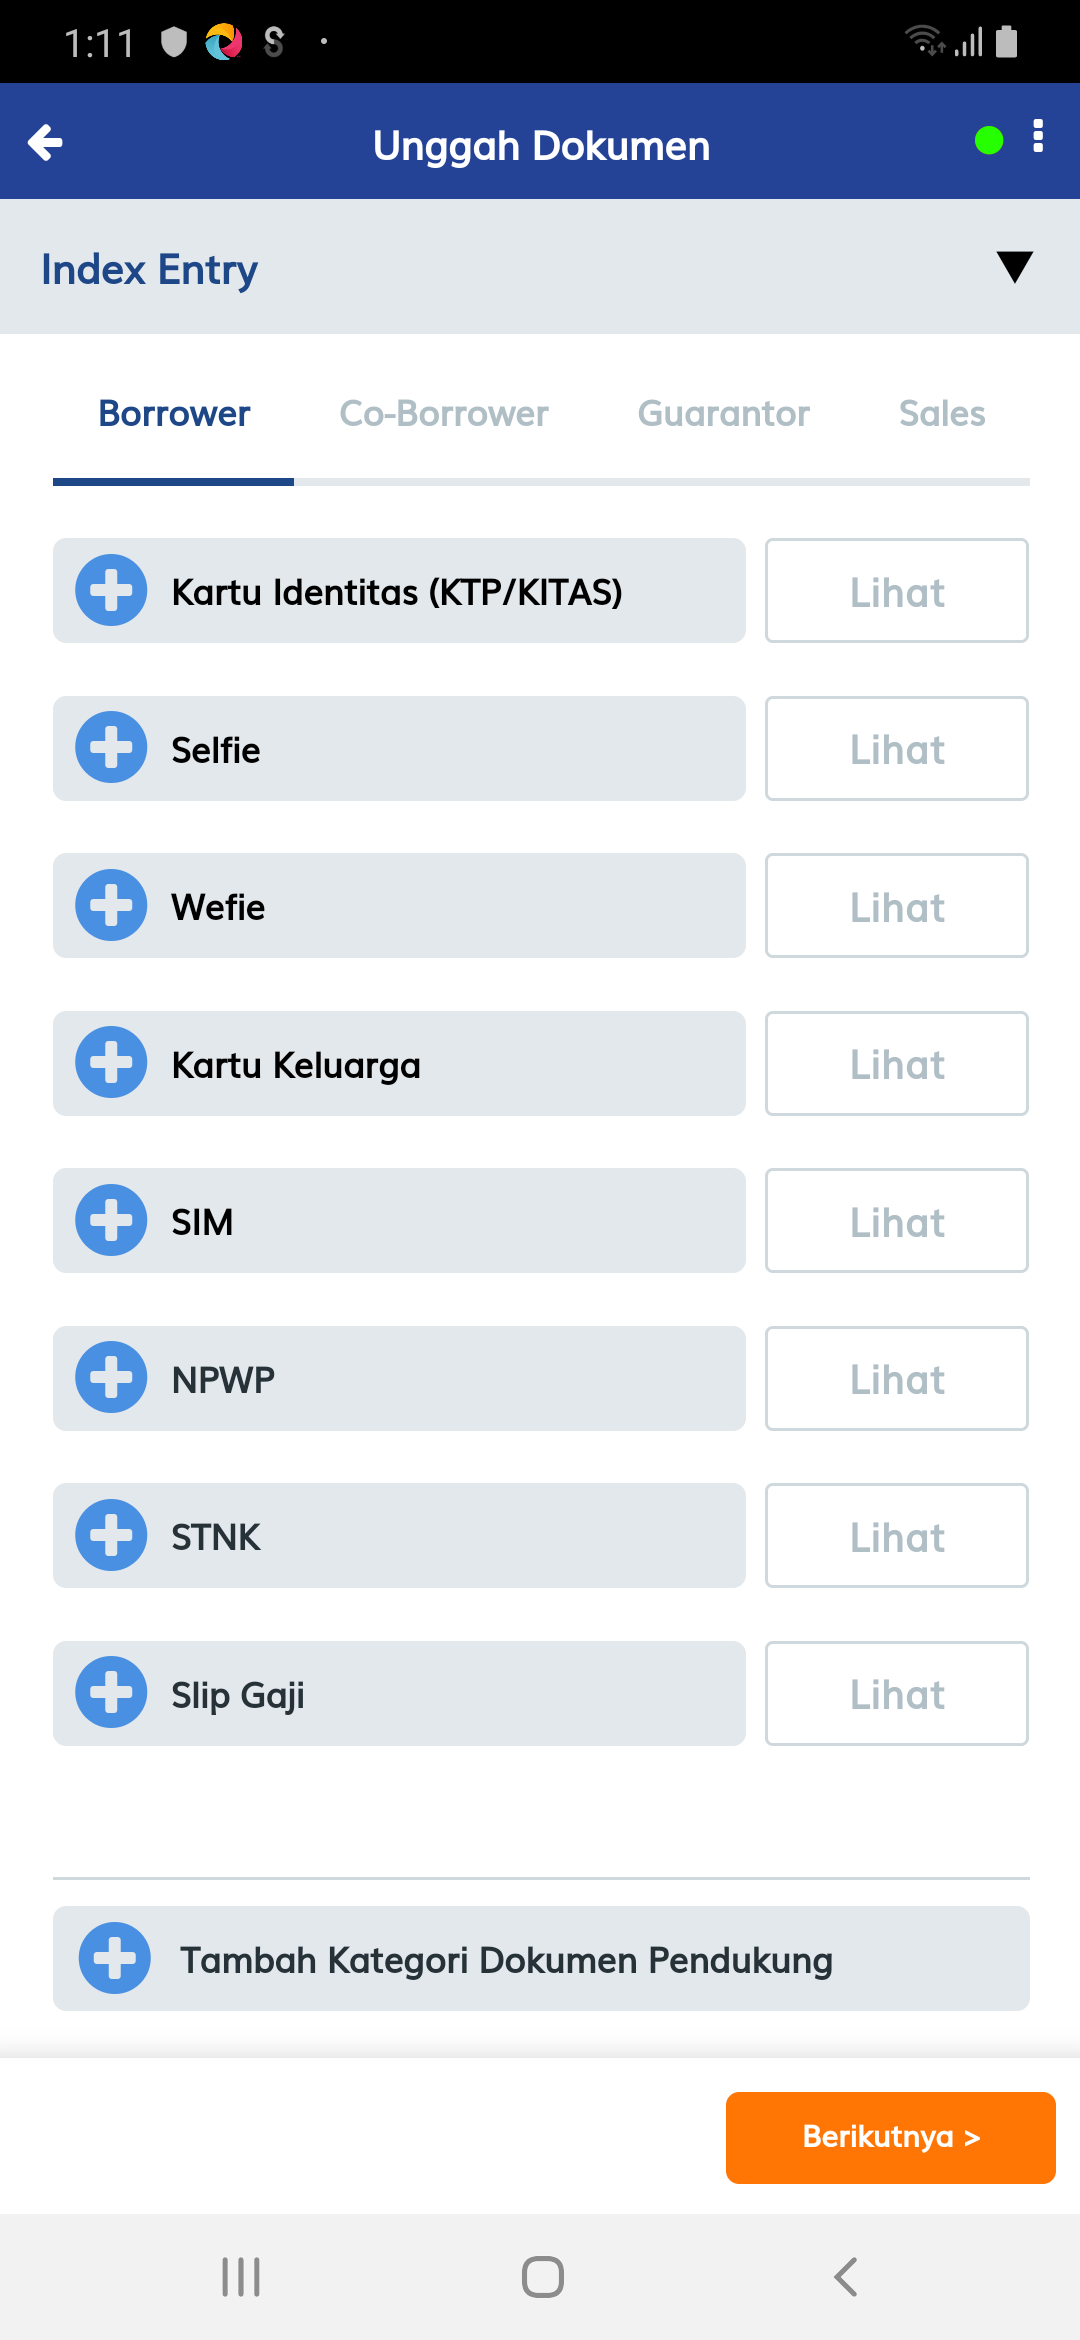 1:11
Unggah Dokumen
Index Entry
Borrower Co-Borrower Guarantor Sales
Kartu Identitas (KTP/KITAS) Lihat
Selfie Lihat
Wefie Lihat
Kartu Keluarga Lihat
SIM Lihat
NPWP Lihat
STNK Lihat
Slip Gaji Lihat
Tambah Kategori Dokumen Pendukung
Berikutnya >